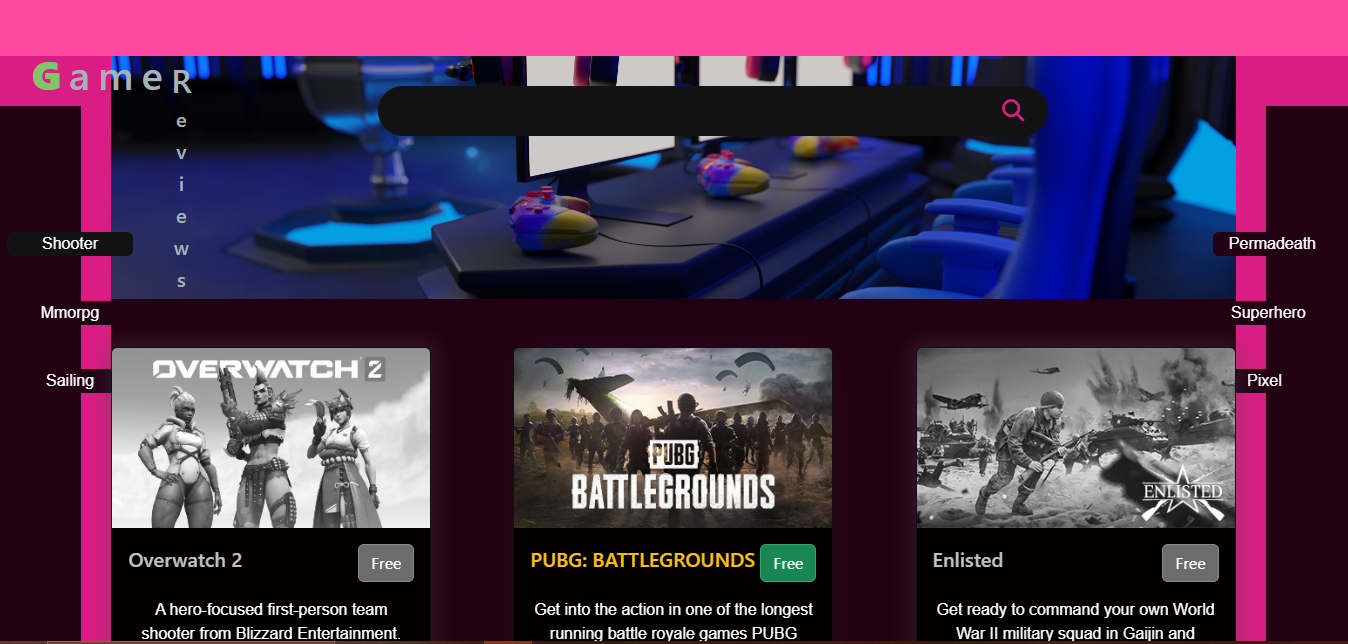 GameR
e
v
i
e
w
s
Shooter
Mmorpg
Sailing
Permadeath
Superhero
Pixel
OVERWATCH 2
Overwatch 2
Free
A hero-focused first-person team
shooter from Blizzard Entertainment.
PUBG
BATTLEGROUNDS
PUBG: BATTLEGROUNDS
Free
Get into the action in one of the longest
running battle royale games PUBG
ENLISTED
Enlisted
Free
Get ready to command your own World
War II military squad in Gaijin and